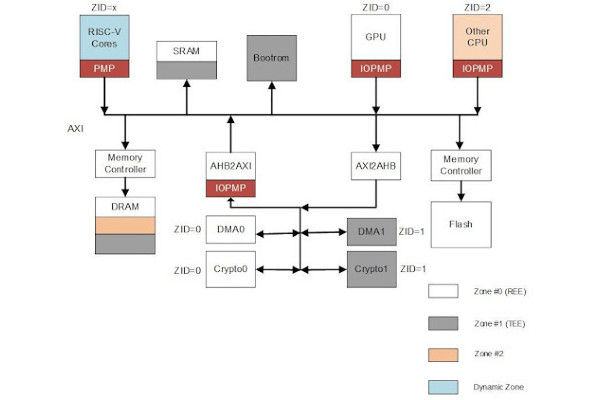 ZID=x
ZID=0
ZID=2
RISC-V
Cores
PMP
SRAM
Bootrom
GPU
IOPMP
Other
CPU
IOPMP
AXI
Memory
Controller
AHB2AXI
IOPMP
AXI2AHB
Memory
Controller
DRAM
Flash
ZID=0
DMA0
DMA1
ZID=1
ZID=0
Crypto0
Crypto1
ZID=1
Zone #0 (REE)
Zone #1 (TEE)
Zone #2
Dynamic Zone